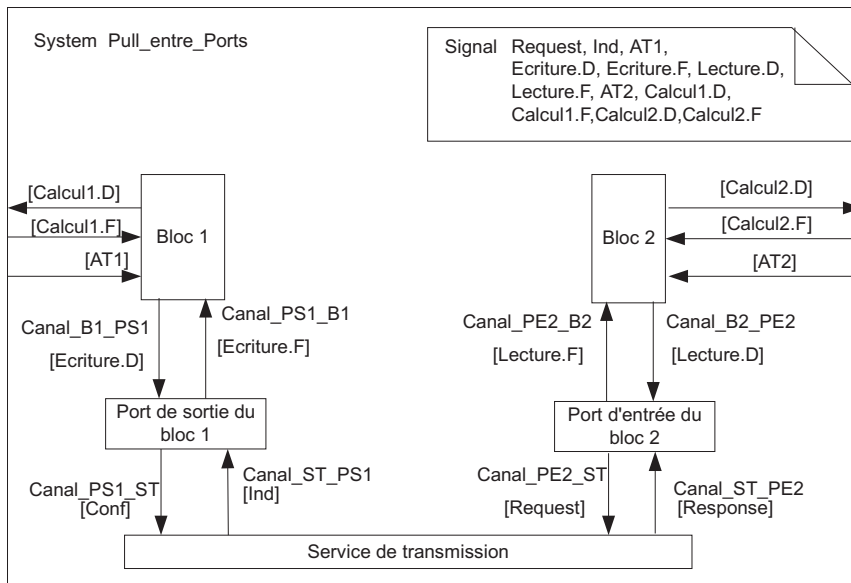 System Pull_entre_Ports
Signal Request, Ind, AT1,
Ecriture.D, Ecriture.F, Lecture.D,
Lecture.F, AT2, Calcul1.D,
Calcul1.F,Calcul2.D,Calcul2.F
[Calcul1.D]
[Calcul1.F]
[AT1]
Bloc 1
Bloc 2
[Calcul2.D]
[Calcul2.F]
[AT2]
Canal_B1_PS1
[Ecriture.D]
Canal_PS1_B1
[Ecriture.F]
Canal_PE2_B2
[Lecture.F]
Canal_B2_PE2
[Lecture.D]
Port de sortie du
bloc 1
Port d'entrée du
bloc 2
Canal_PS1_ST
[Conf]
Canal_ST_PS1
[Ind]
Canal_PE2_ST
[Request]
Canal_ST_PE2
[Response]
Service de transmission